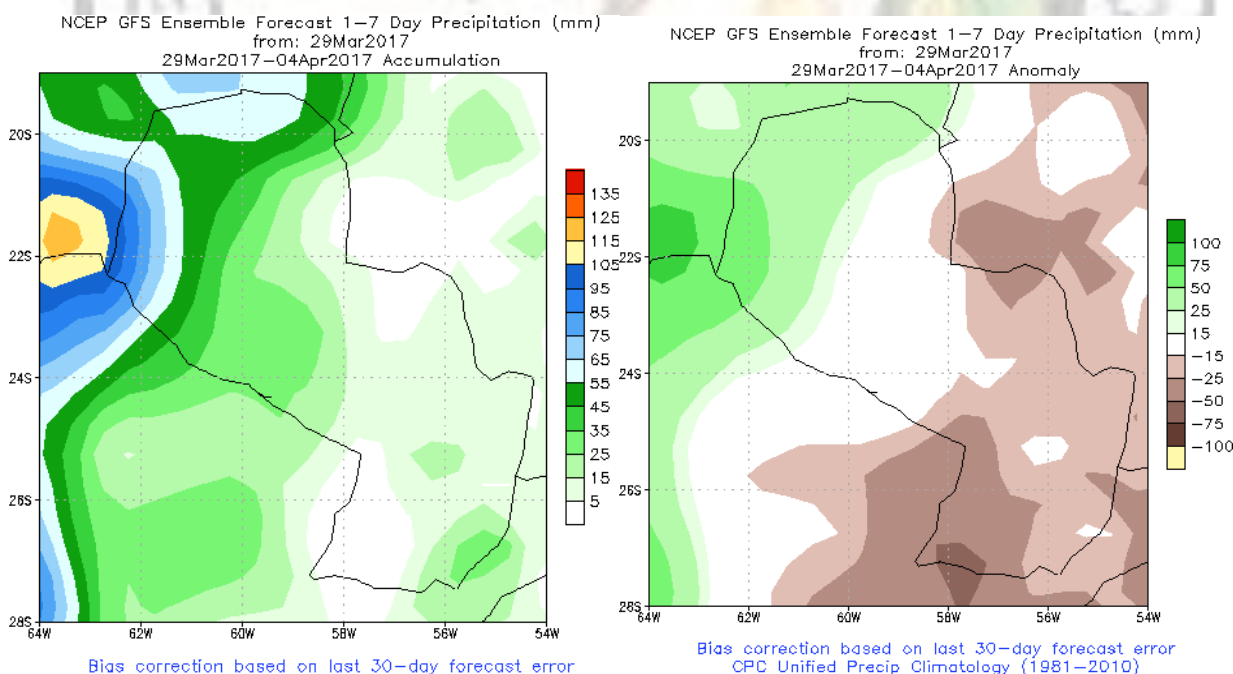 NCEP GFS Ensemble Forecast 1-7 Day Precipitation (mm)
from: 29Mar2017
29Mar2017-04Apr2017 Accumulation
20S
22S
24S
26S
28S
64W 62W 60W 58W 56W 54W
135
125
115
105
95
85
75
65
55
45
35
25
15
5
Bias correction based on last 30-day forecast error
NCEP GFS Ensemble Forecast 1-7 Day Precipitation (mm)
from: 29Mar2017
29Mar2017-04Apr2017 Anomaly
20S
22S
24S
26S
28S
64W 62W 60W 58W 56W 54W
100
75
50
25
15
-15
-25
-50
-75
-100
Bias correction based on last 30-day forecast error
CPC Unified Precip Climatology (1981-2010)